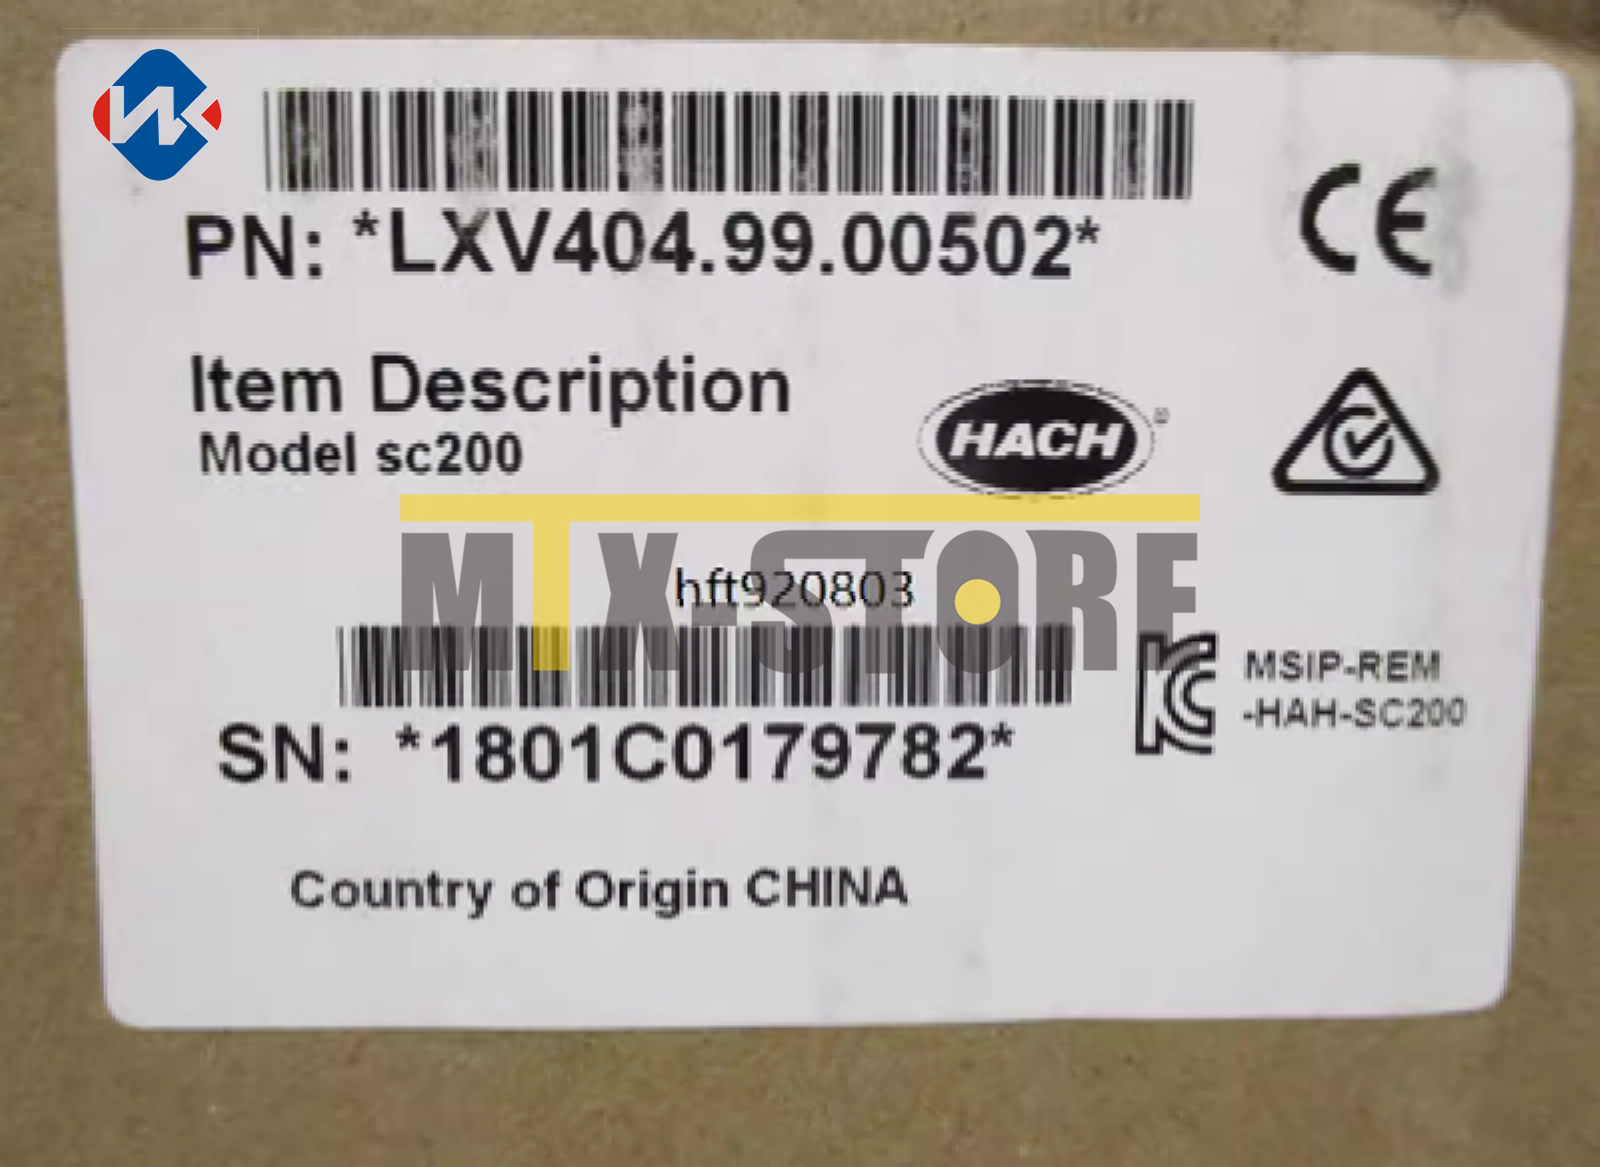 PN: *LXV404.99.00502*
Item Description
Model sc200
HACH®
MTX-STORE
hft920803
SN: *1801C0179782*
MSIP-REM
-HAH-SC200
Country of Origin CHINA